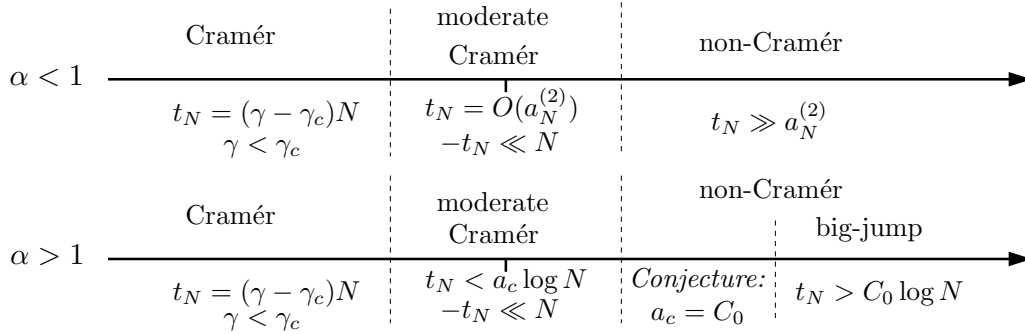 Cramér
moderate
Cramér
non-Cramér
α < 1
t_N = (γ − γ_c)N
γ < γ_c
t_N = O(a_N^{(2)})
−t_N ≪ N
t_N ≫ a_N^{(2)}
Cramér
moderate
Cramér
non-Cramér
big-jump
α > 1
t_N = (γ − γ_c)N
γ < γ_c
t_N < a_c log N
−t_N ≪ N
Conjecture:
a_c = C_0
t_N > C_0 log N